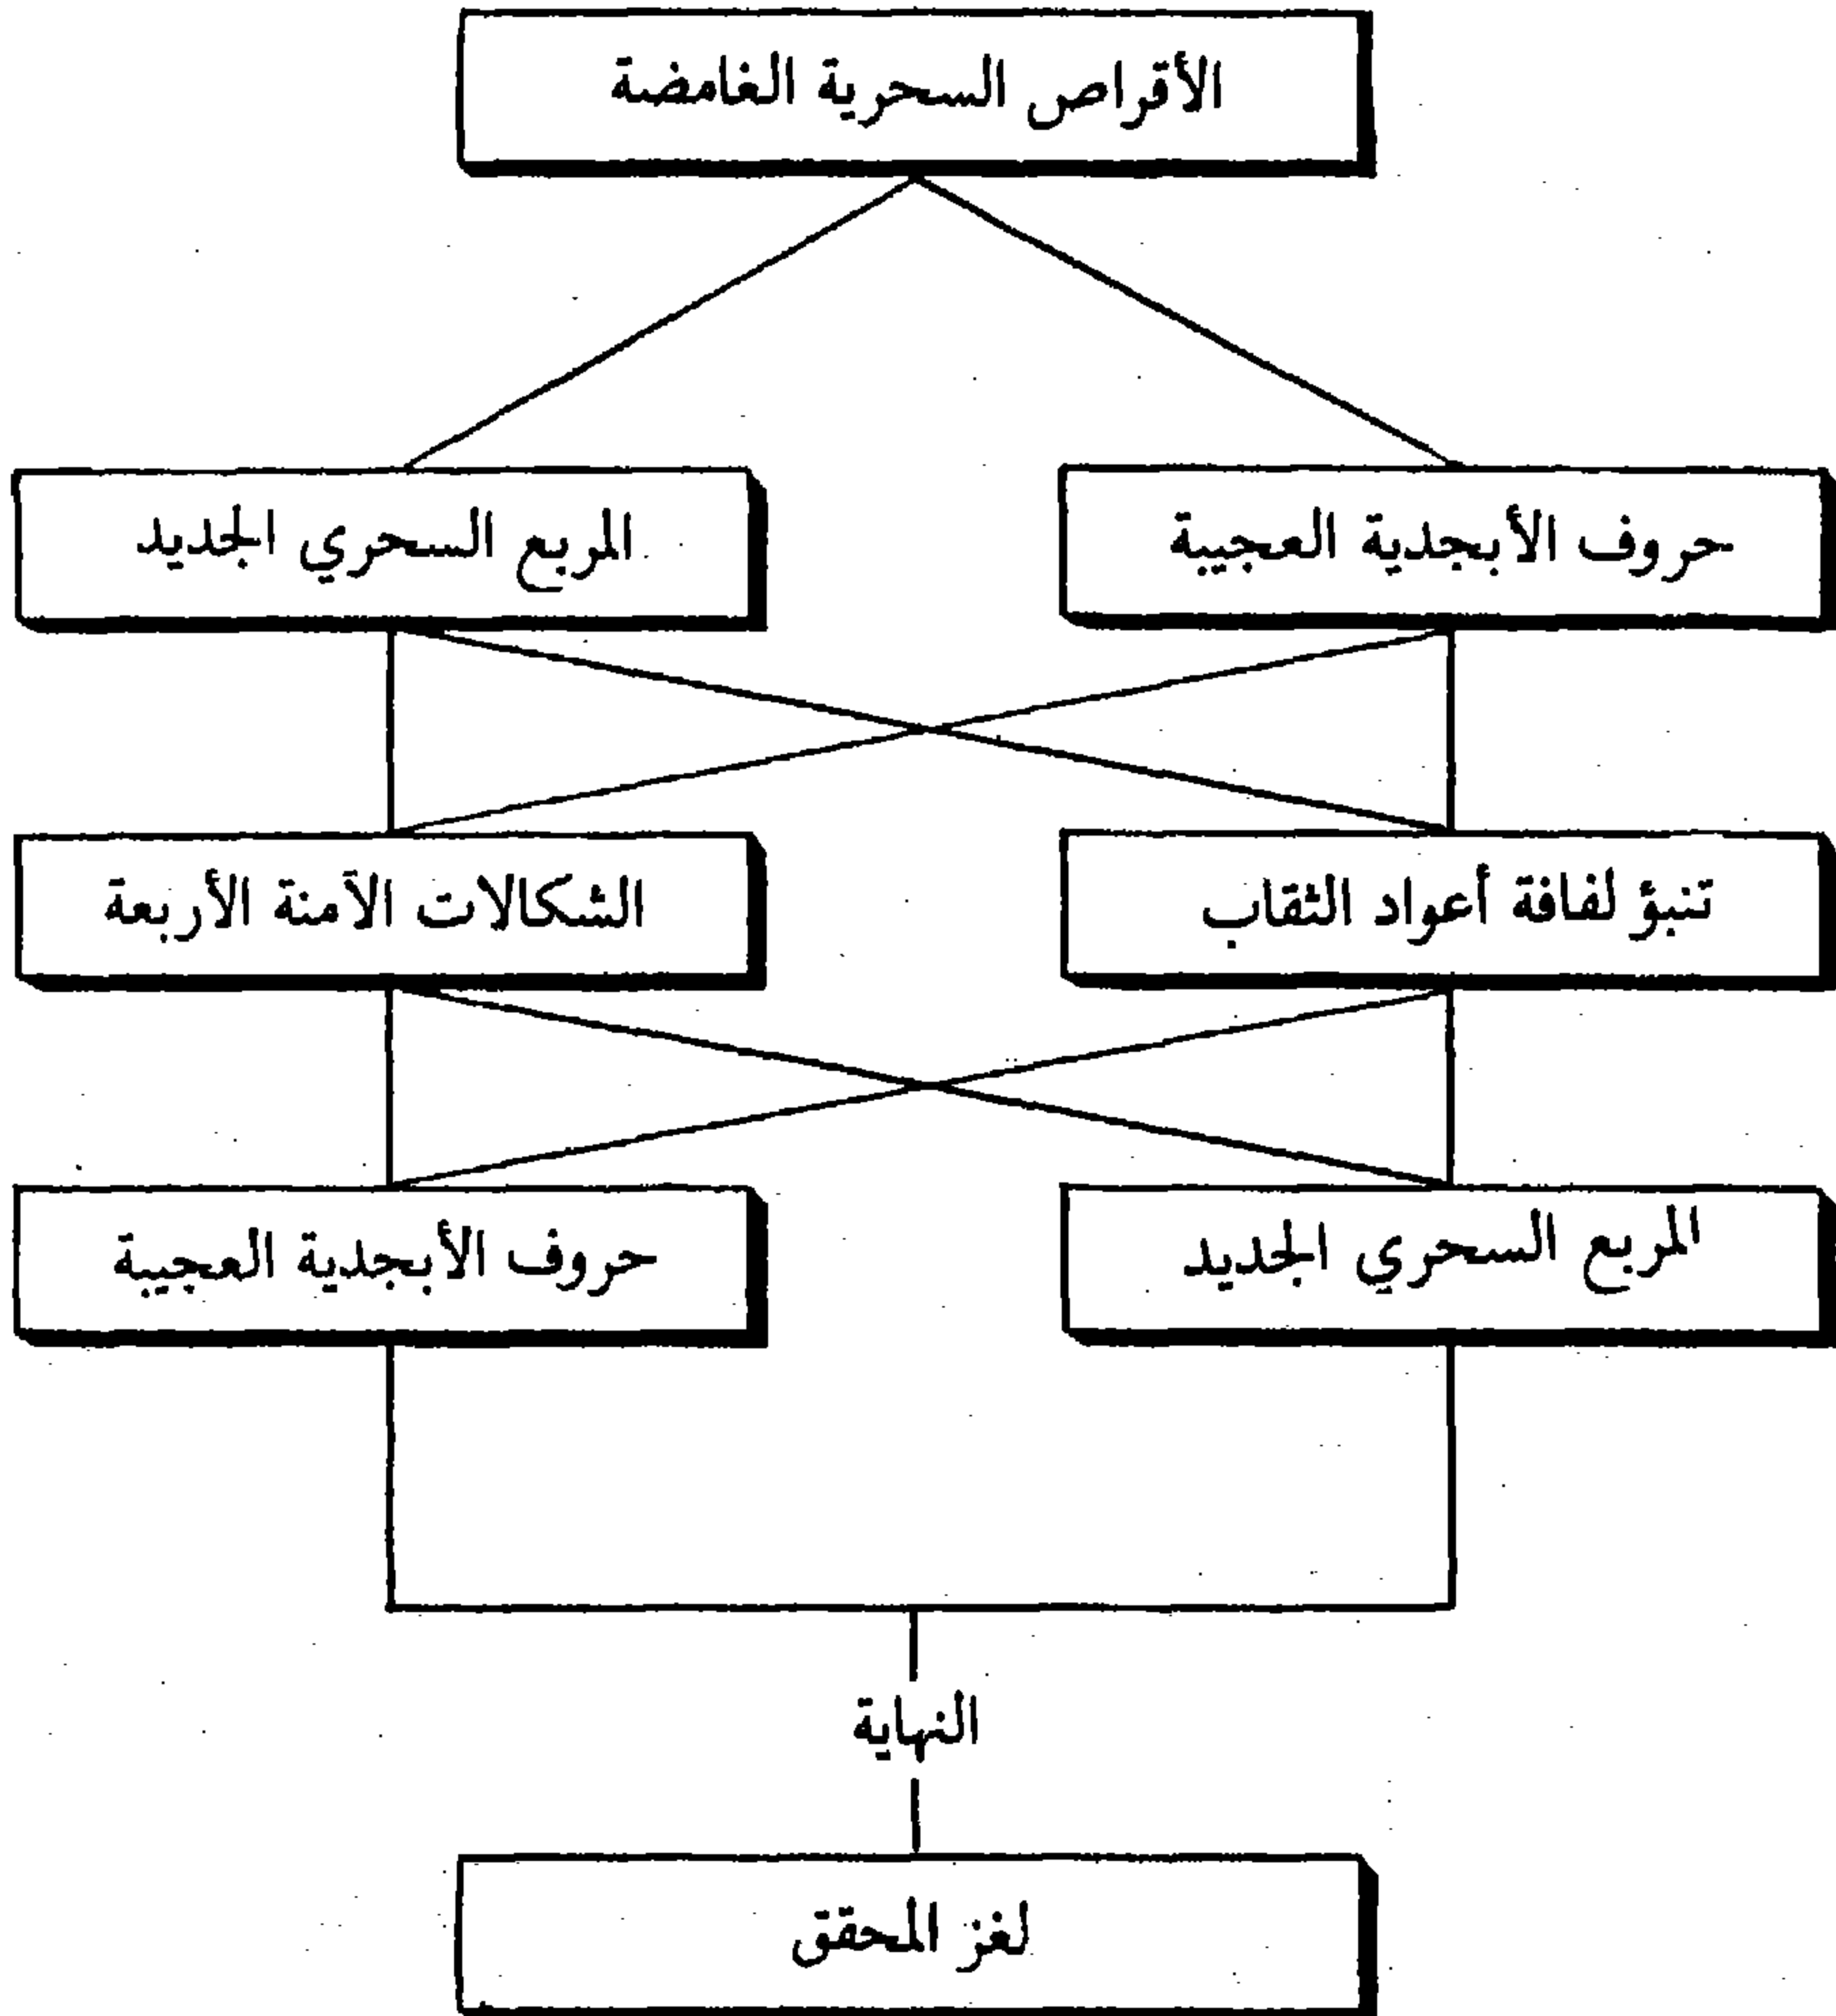 الأقراص السحرية الغامضة
حروف الأبجدية العجيبة
المربع السحري الجديد
تنبؤ لفافة أعواد الثقاب
الشكالات الآمنة الأربعة
المربع السحري الجديد
حروف الأبجدية العجيبة
النهاية
لغز المحقق